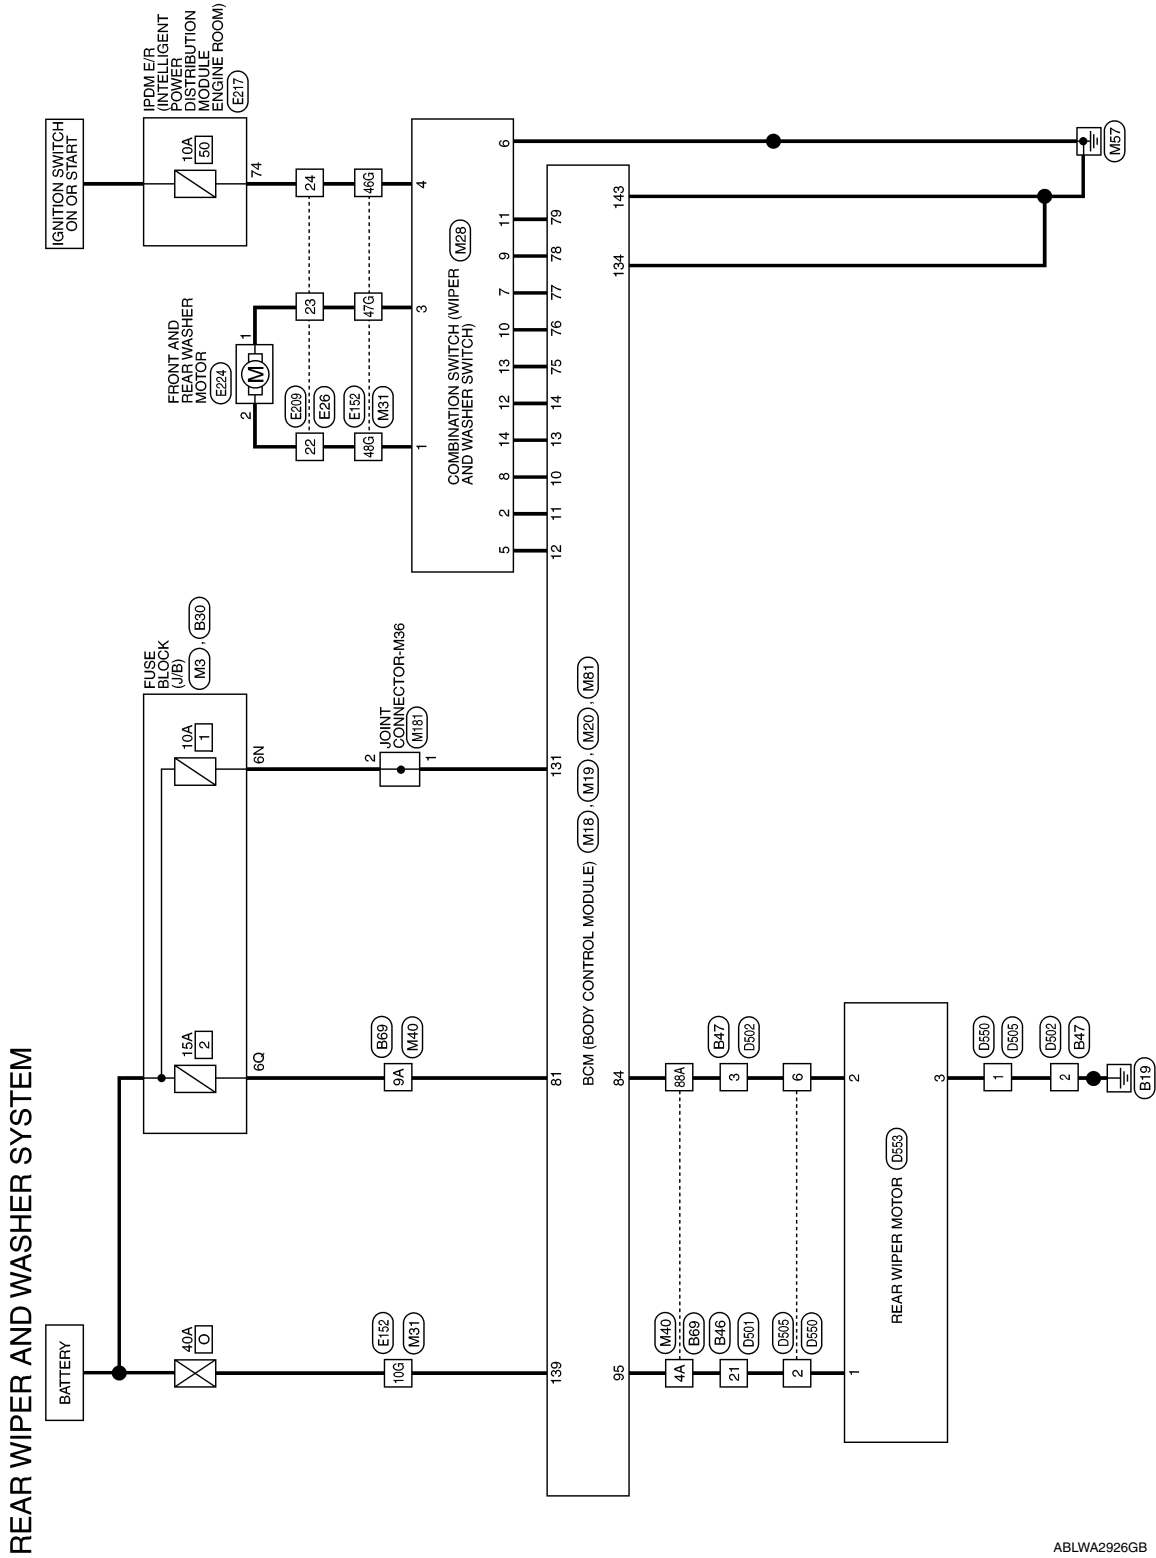 REAR WIPER AND WASHER SYSTEM
BATTERY
IGNITION SWITCH
ON OR START
40A
O
FUSE
BLOCK
(J/B)
M3 , B30
15A
2
10A
1
6Q
6N
IPDM E/R
(INTELLIGENT
POWER
DISTRIBUTION
MODULE
ENGINE ROOM)
E217
10A
50
74
FRONT AND
REAR WASHER
MOTOR
E224
M
2
1
E209
E26
22
23
24
E152
M31
48G
47G
46G
1
3
4
E152
M31
10G
B69
M40
9A
JOINT
CONNECTOR-M36
M181
2
1
COMBINATION SWITCH (WIPER
AND WASHER SWITCH)
M28
5
2
8
14
12
13
10
7
9
11
6
139
81
131
12
11
10
13
14
75
76
77
78
79
BCM (BODY CONTROL MODULE)
M18 , M19 , M20 , M81
95
84
134
143
M40
B69
4A
88A
B46
D501
21
B47
D502
3
D505
D550
2
6
1
2
REAR WIPER MOTOR
D553
3
D550
D505
1
D502
B47
2
B19
M57
ABLWA2926GB